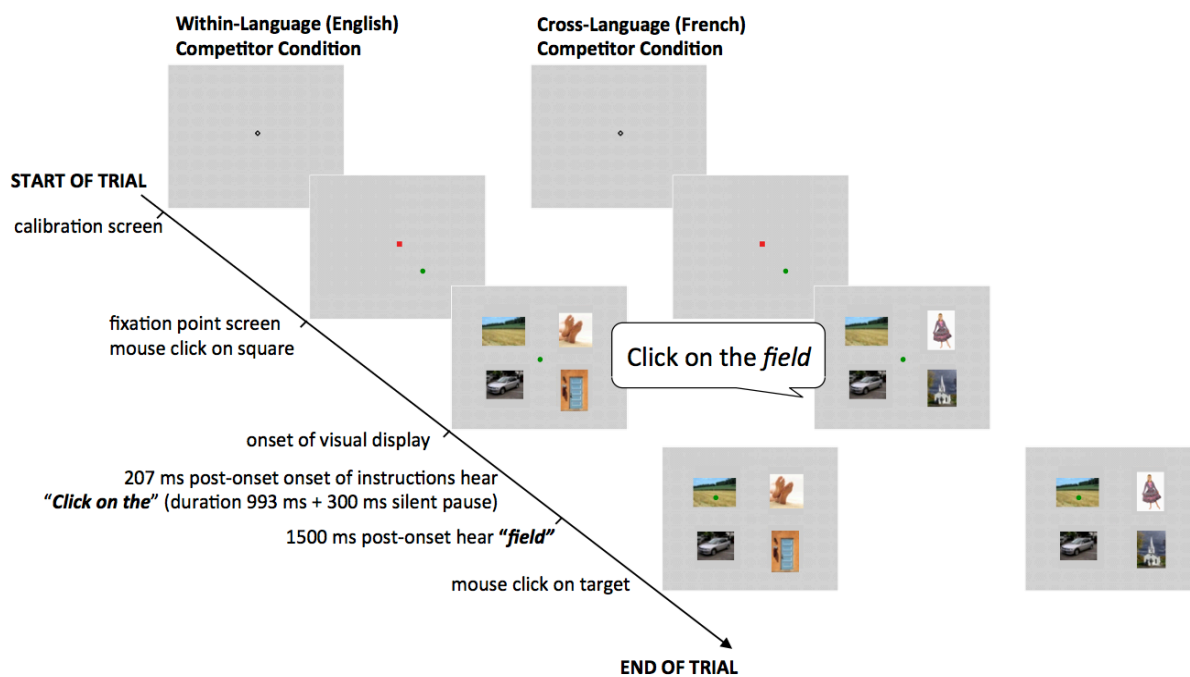 Within-Language (English)
Competitor Condition
Cross-Language (French)
Competitor Condition
START OF TRIAL
calibration screen
fixation point screen
mouse click on square
Click on the field
onset of visual display
207 ms post-onset onset of instructions hear
“Click on the” (duration 993 ms + 300 ms silent pause)
1500 ms post-onset hear “field”
mouse click on target
END OF TRIAL